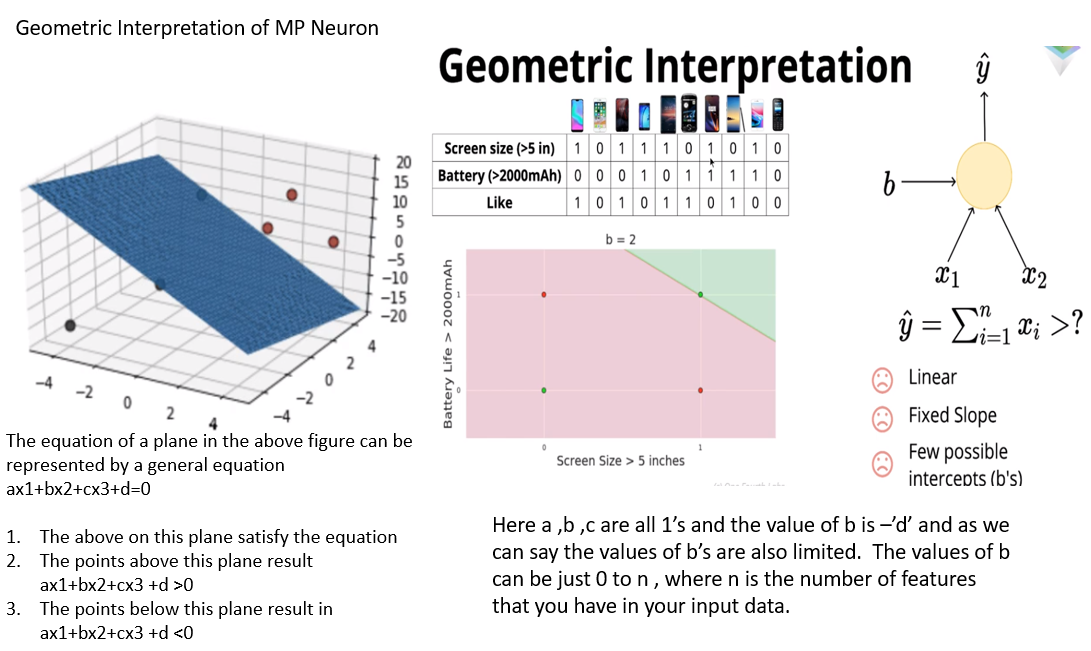 Geometric Interpretation of MP Neuron
Geometric Interpretation
ŷ
Screen size (>5 in) 1 0 1 1 1 0 1 0 1 0
Battery (>2000mAh) 0 0 0 1 0 1 1 1 1 0
Like 1 0 1 0 1 1 0 1 0 0
b
x1 x2
ŷ = ∑ⁿᵢ₌₁ xᵢ >?
20
15
10
5
0
−5
−10
−15
−20
−4 −2 0 2 4
−4 −2 0 2 4
b = 2
Battery Life > 2000mAh
1
0
0 1
Screen Size > 5 inches
Linear
Fixed Slope
Few possible
intercepts (b's)
The equation of a plane in the above figure can be
represented by a general equation
ax1+bx2+cx3+d=0
1. The above on this plane satisfy the equation
2. The points above this plane result
ax1+bx2+cx3 +d >0
3. The points below this plane result in
ax1+bx2+cx3 +d <0
Here a ,b ,c are all 1’s and the value of b is –’d’ and as we
can say the values of b’s are also limited. The values of b
can be just 0 to n , where n is the number of features
that you have in your input data.